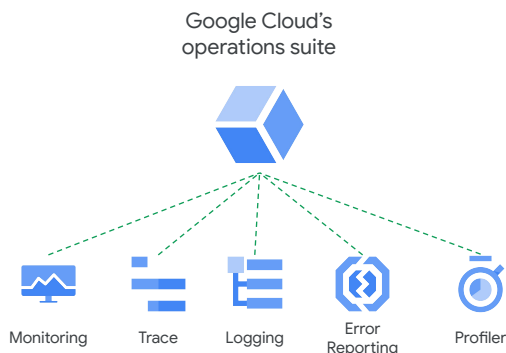 Google Cloud’s
operations suite
Monitoring
Trace
Logging
Error
Reporting
Profiler